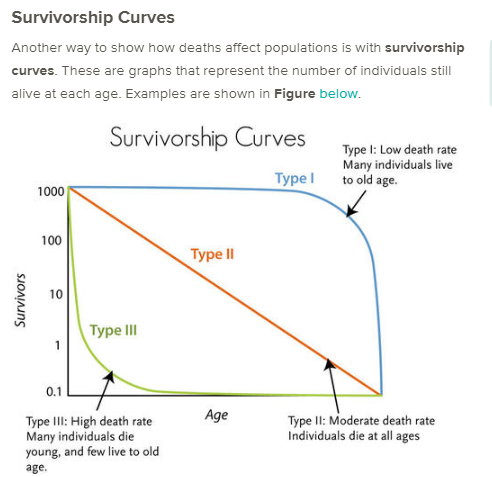 Survivorship Curves
Another way to show how deaths affect populations is with survivorship
curves. These are graphs that represent the number of individuals still
alive at each age. Examples are shown in Figure below.
Survivorship Curves
Type I: Low death rate
Many individuals live
to old age.
Type I
1000
100
Type II
10
Survivors
Type III
1
0.1
Age
Type III: High death rate
Many individuals die
young, and few live to old
age.
Type II: Moderate death rate
Individuals die at all ages